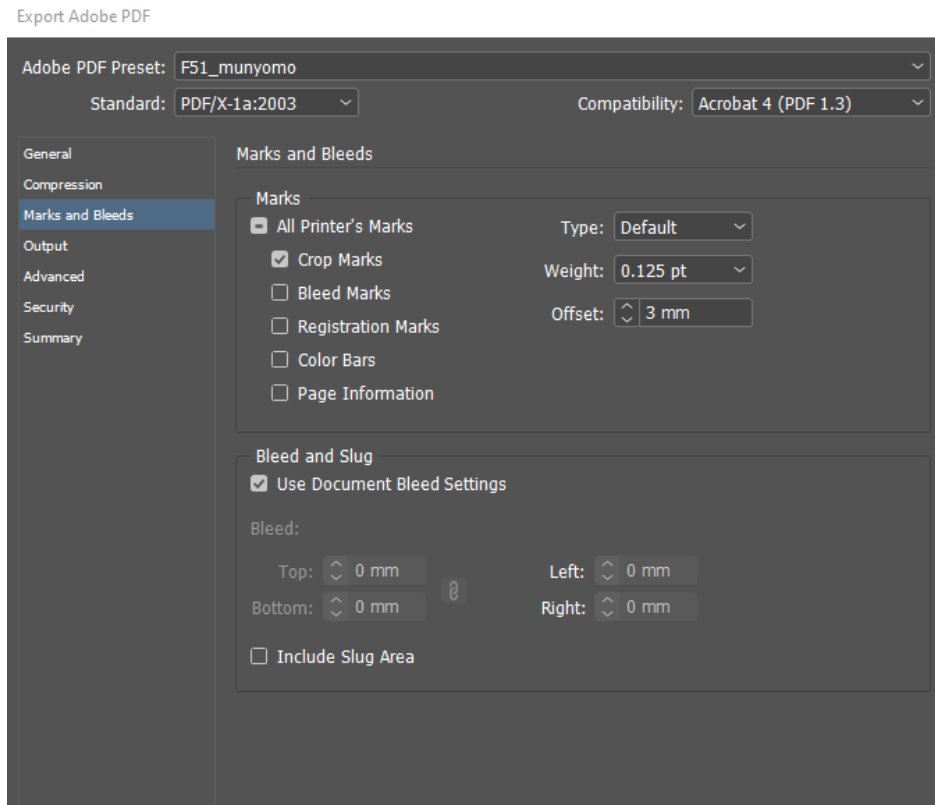 Export Adobe PDF
Adobe PDF Preset: F51_munyomo
Standard: PDF/X-1a:2003 Compatibility: Acrobat 4 (PDF 1.3)
General
Compression
Marks and Bleeds
Output
Advanced
Security
Summary
Marks and Bleeds
Marks
All Printer's Marks
Crop Marks
Bleed Marks
Registration Marks
Color Bars
Page Information
Type: Default
Weight: 0.125 pt
Offset: 3 mm
Bleed and Slug
Use Document Bleed Settings
Bleed:
Top: 0 mm Left: 0 mm
Bottom: 0 mm Right: 0 mm
Include Slug Area